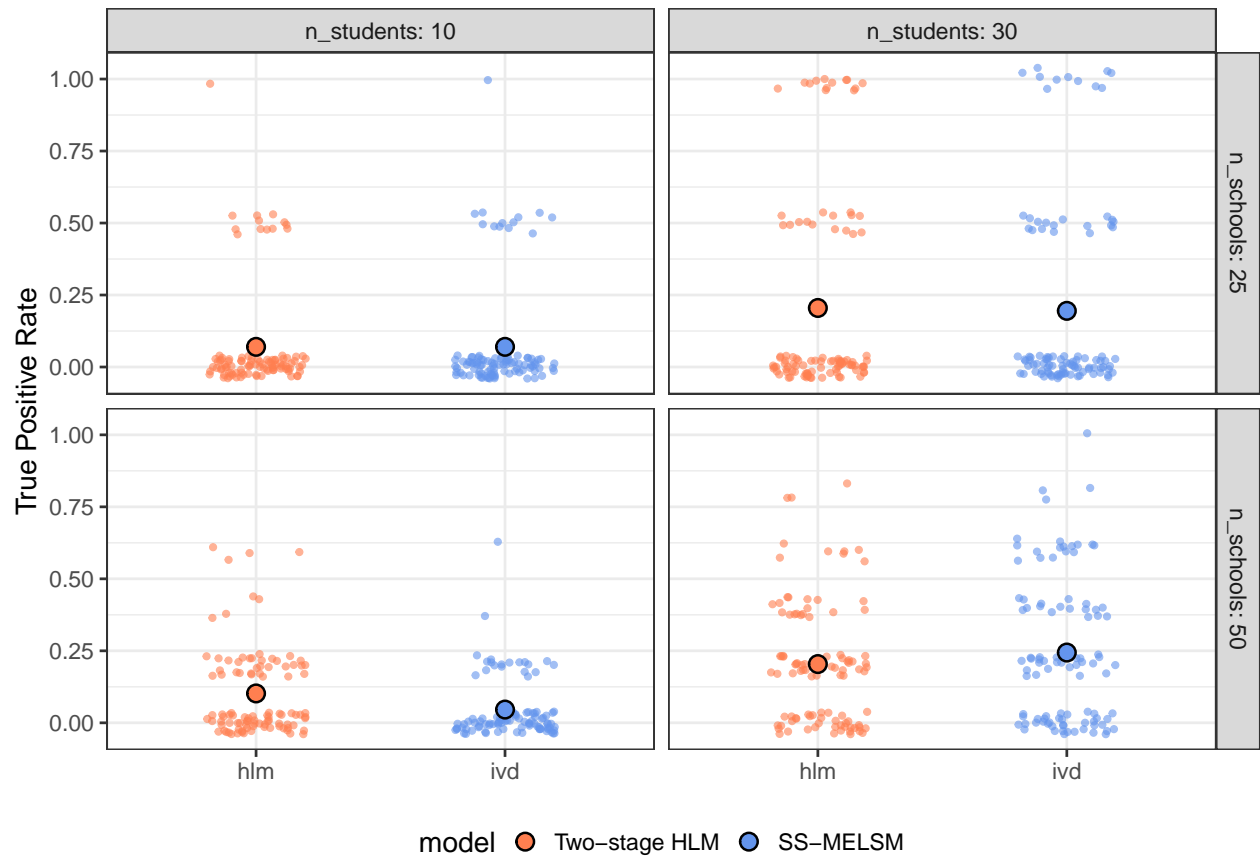 n_students: 10
n_students: 30
True Positive Rate
1.00
0.75
0.50
0.25
0.00
n_schools: 25
1.00
0.75
0.50
0.25
0.00
n_schools: 50
hlm
ivd
hlm
ivd
model Two−stage HLM SS−MELSM